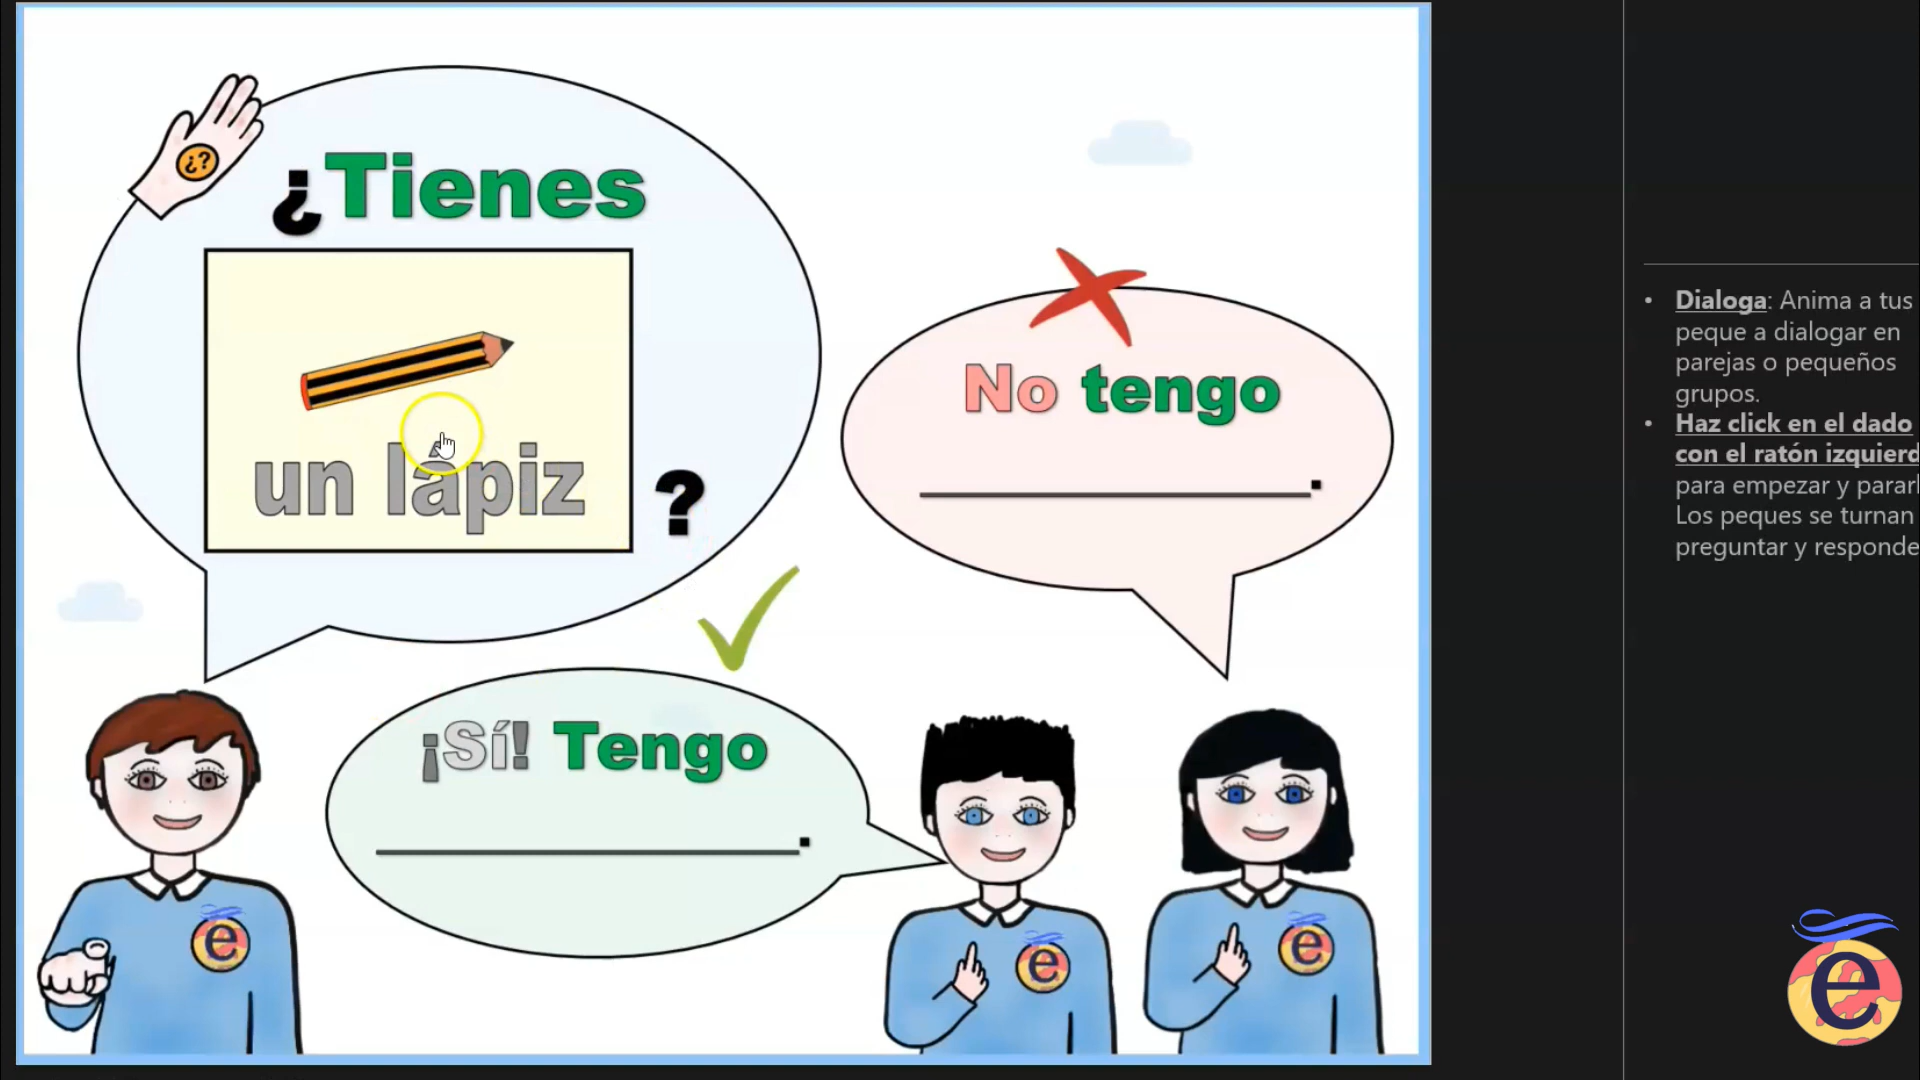 ¿?
¿Tienes
un lápiz
?
No tengo
.
¡Sí! Tengo
.
e
e
e
• Dialoga: Anima a tus
peque a dialogar en
parejas o pequeños
grupos.
• Haz click en el dado
con el ratón izquierd
para empezar y pararl
Los peques se turnan
preguntar y responde
e